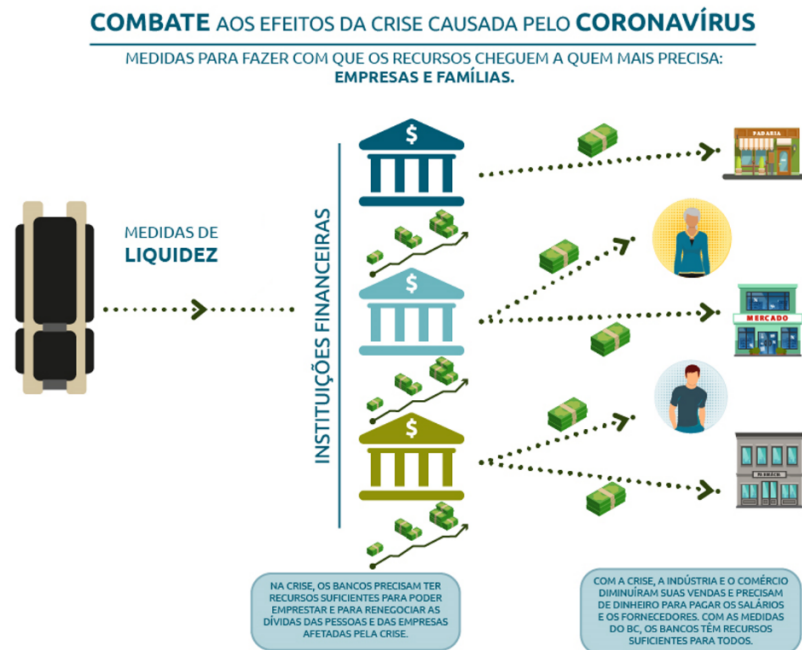 COMBATE AOS EFEITOS DA CRISE CAUSADA PELO CORONAVÍRUS
MEDIDAS PARA FAZER COM QUE OS RECURSOS CHEGUEM A QUEM MAIS PRECISA:
EMPRESAS E FAMÍLIAS.
MEDIDAS DE
LIQUIDEZ
INSTITUIÇÕES FINANCEIRAS
$
$
$
PADARIA
MERCADO
NA CRISE, OS BANCOS PRECISAM TER
RECURSOS SUFICIENTES PARA PODER
EMPRESTAR E PARA RENEGOCIAR AS
DÍVIDAS DAS PESSOAS E DAS EMPRESAS
AFETADAS PELA CRISE.
COM A CRISE, A INDÚSTRIA E O COMÉRCIO
DIMINUÍRAM SUAS VENDAS E PRECISAM
DE DINHEIRO PARA PAGAR OS SALÁRIOS
E OS FORNECEDORES. COM AS MEDIDAS
DO BC, OS BANCOS TÊM RECURSOS
SUFICIENTES PARA TODOS.